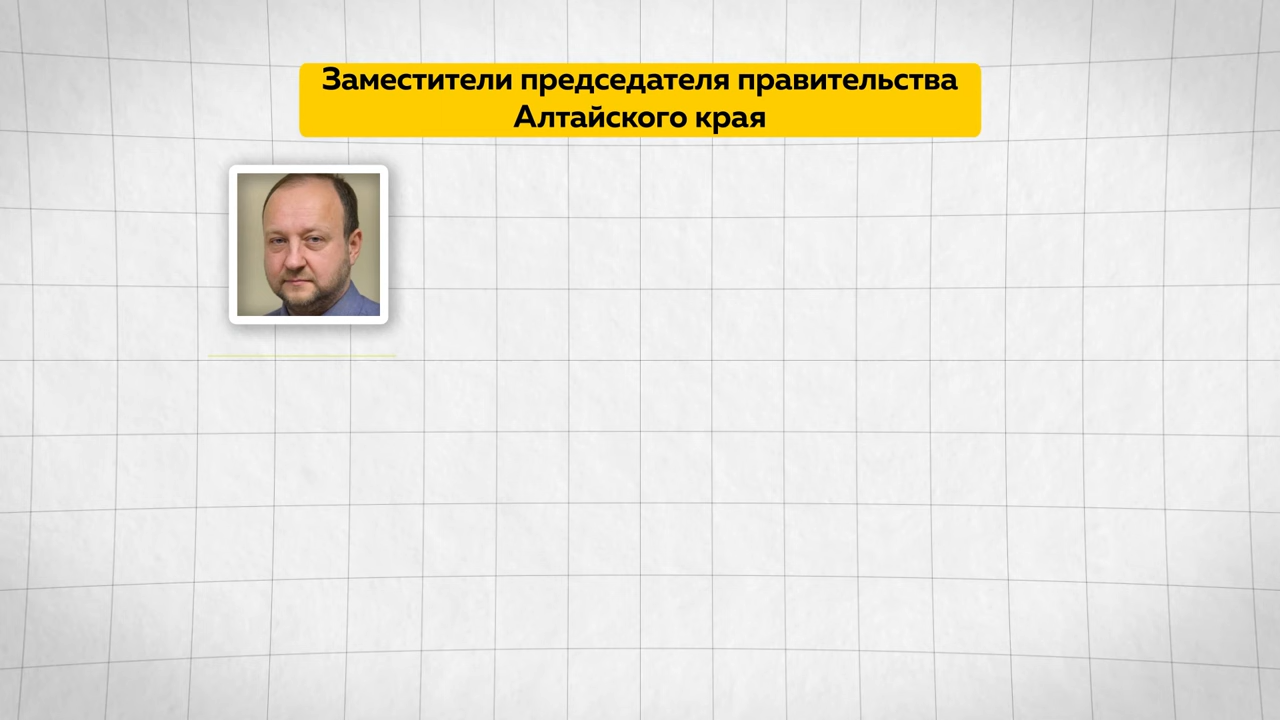 Заместители председателя правительства
Алтайского края